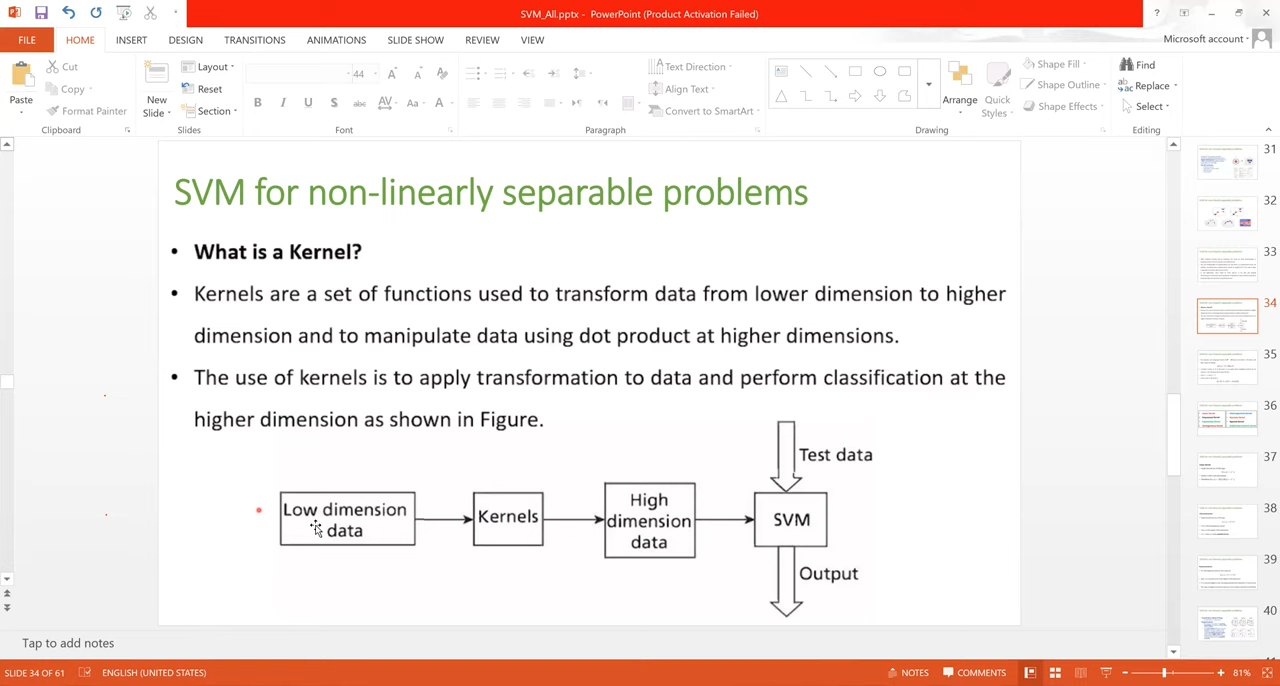 SVM_All.pptx - PowerPoint (Product Activation Failed)
FILE HOME INSERT DESIGN TRANSITIONS ANIMATIONS SLIDE SHOW REVIEW VIEW
Microsoft account
Paste
Cut
Copy
Format Painter
Clipboard
New Slide
Layout
Reset
Section
Slides
44
Font
Text Direction
Align Text
Convert to SmartArt
Paragraph
Arrange
Quick Styles
Shape Fill
Shape Outline
Shape Effects
Drawing
Find
Replace
Select
Editing
SVM for non-linearly separable problems
• What is a Kernel?
• Kernels are a set of functions used to transform data from lower dimension to higher
dimension and to manipulate data using dot product at higher dimensions.
• The use of kernels is to apply transformation to data and perform classification at the
higher dimension as shown in Figure.
Test data
Low dimension
data
Kernels
High
dimension
data
SVM
Output
31
32
33
34
35
36
37
38
39
40
Tap to add notes
SLIDE 34 OF 61 ENGLISH (UNITED STATES) NOTES COMMENTS 81%